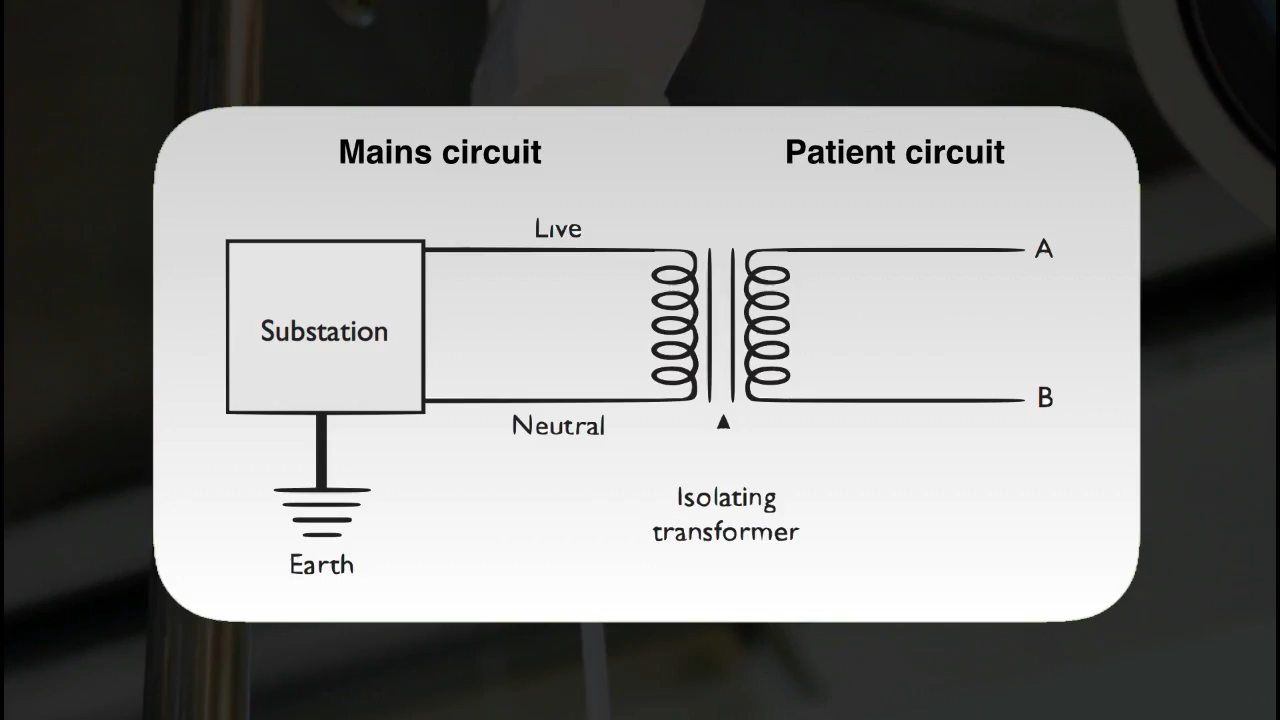 Mains circuit
Patient circuit
Live
A
Substation
B
Neutral
Isolating
transformer
Earth